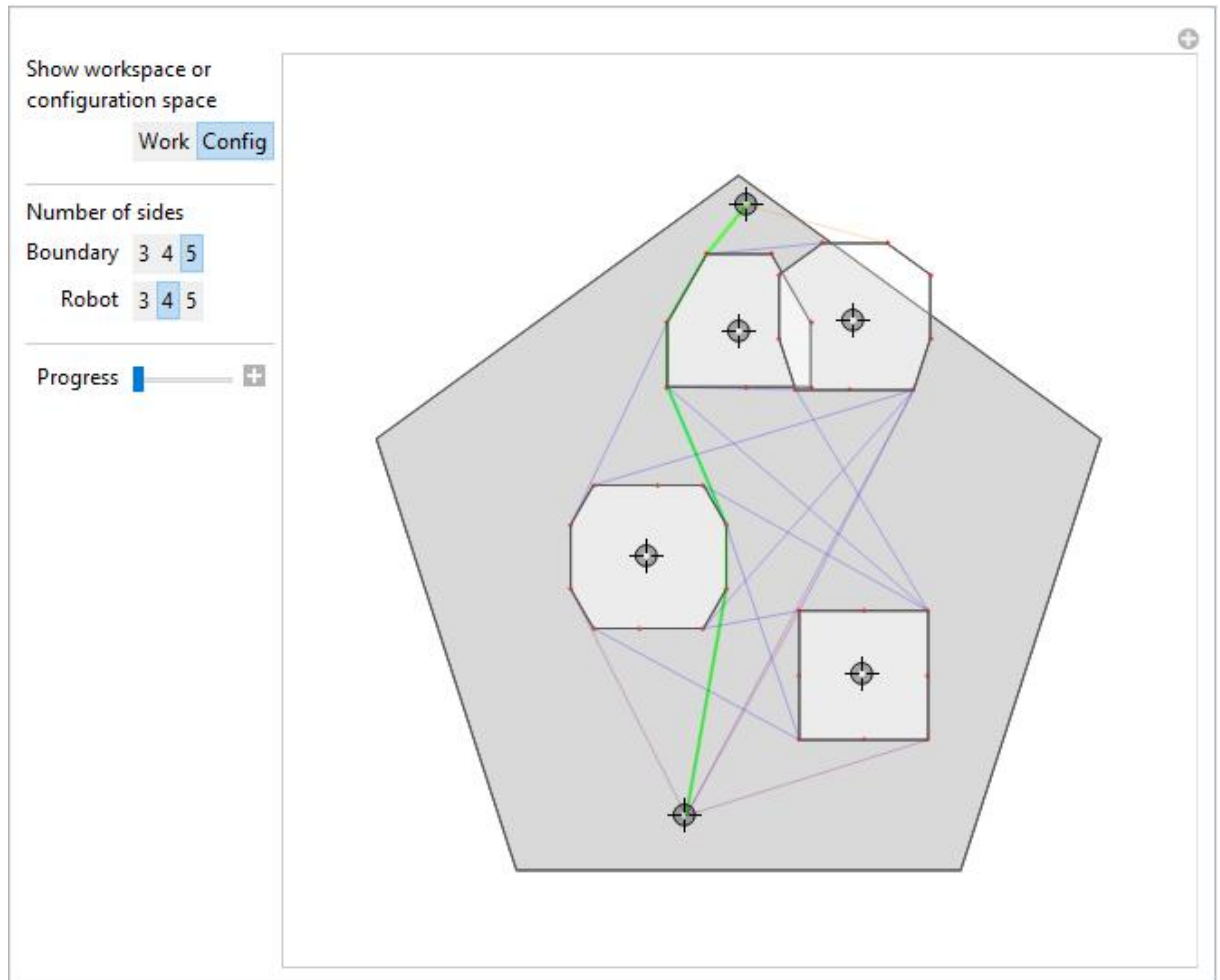 Show workspace or
configuration space
Work Config
Number of sides
Boundary 3 4 5
Robot 3 4 5
Progress